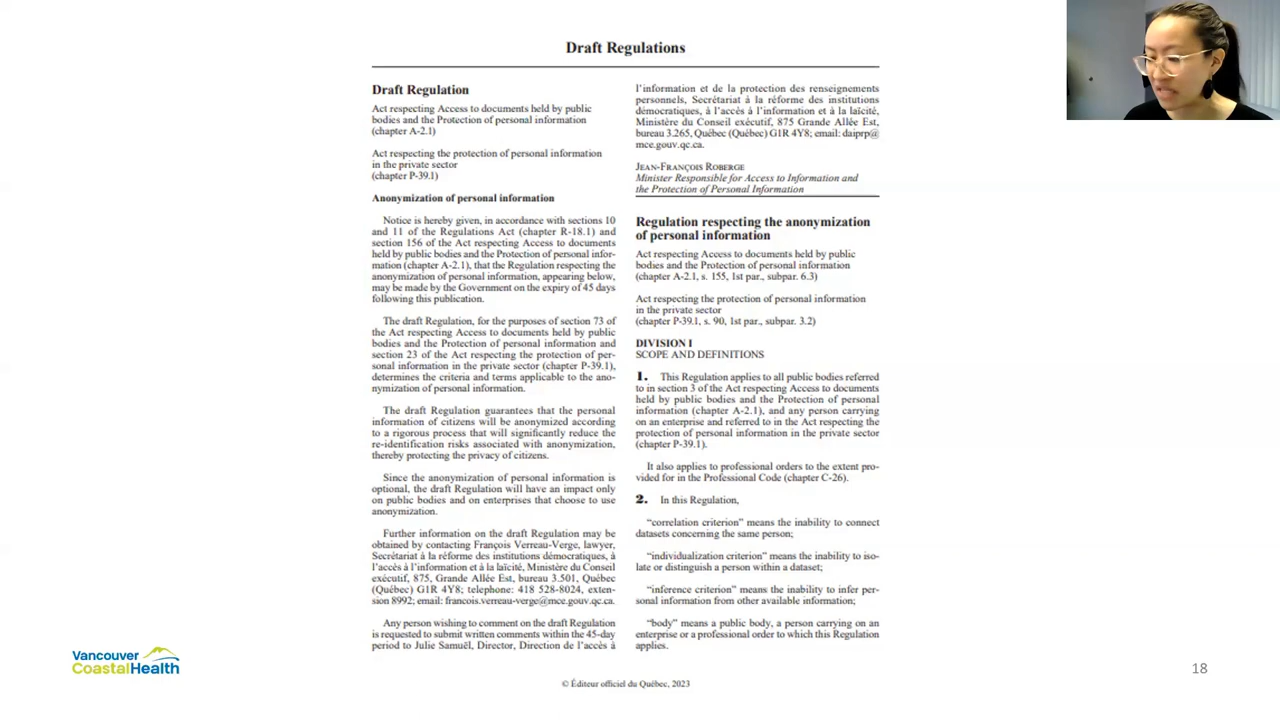 Draft Regulations
Draft Regulation
Act respecting Access to documents held by public
bodies and the Protection of personal information
(chapter A-2.1)
Act respecting the protection of personal information
in the private sector
(chapter P-39.1)
Anonymization of personal information
Notice is hereby given, in accordance with sections 10
and 11 of the Regulations Act (chapter R-18.1) and
section 156 of the Act respecting Access to documents
held by public bodies and the Protection of personal infor-
mation (chapter A-2.1), that the Regulation respecting the
anonymization of personal information, appearing below,
may be made by the Government on the expiry of 45 days
following this publication.
The draft Regulation, for the purposes of section 73 of
the Act respecting Access to documents held by public
bodies and the Protection of personal information and
section 23 of the Act respecting the protection of per-
sonal information in the private sector (chapter P-39.1),
determines the criteria and terms applicable to the ano-
nymization of personal information.
The draft Regulation guarantees that the personal
information of citizens will be anonymized according
to a rigorous process that will significantly reduce the
re-identification risks associated with anonymization,
thereby protecting the privacy of citizens.
Since the anonymization of personal information is
optional, the draft Regulation will have an impact only
on public bodies and on enterprises that choose to use
anonymization.
Further information on the draft Regulation may be
obtained by contacting François Verreau-Verge, lawyer,
Secrétariat à la réforme des institutions démocratiques, à
l'accès à l'information et à la laïcité, Ministère du Conseil
exécutif, 875, Grande Allée Est, bureau 3.501, Québec
(Québec) G1R 4Y8; telephone: 418 528-8024, exten-
sion 8992; email: francois.verreau-verge@mce.gouv.qc.ca.
Any person wishing to comment on the draft Regulation
is requested to submit written comments within the 45-day
period to Julie Samuël, Director, Direction de l'accès à
l'information et de la protection des renseignements
personnels, Secrétariat à la réforme des institutions
démocratiques, à l'accès à l'information et à la laïcité,
Ministère du Conseil exécutif, 875 Grande Allée Est,
bureau 3.265, Québec (Québec) G1R 4Y8; email: daiprp@
mce.gouv.qc.ca.
JEAN-FRANÇOIS ROBERGE
Minister Responsible for Access to Information and
the Protection of Personal Information
Regulation respecting the anonymization
of personal information
Act respecting Access to documents held by public
bodies and the Protection of personal information
(chapter A-2.1, s. 155, 1st par., subpar. 6.3)
Act respecting the protection of personal information
in the private sector
(chapter P-39.1, s. 90, 1st par., subpar. 3.2)
DIVISION I
SCOPE AND DEFINITIONS
1. This Regulation applies to all public bodies referred
to in section 3 of the Act respecting Access to documents
held by public bodies and the Protection of personal
information (chapter A-2.1), and any person carrying
on an enterprise and referred to in the Act respecting the
protection of personal information in the private sector
(chapter P-39.1).
It also applies to professional orders to the extent pro-
vided for in the Professional Code (chapter C-26).
2. In this Regulation,
“correlation criterion” means the inability to connect
datasets concerning the same person;
“individualization criterion” means the inability to iso-
late or distinguish a person within a dataset;
“inference criterion” means the inability to infer per-
sonal information from other available information;
“body” means a public body, a person carrying on an
enterprise or a professional order to which this Regulation
applies.
© Éditeur officiel du Québec, 2023
Vancouver
CoastalHealth
18